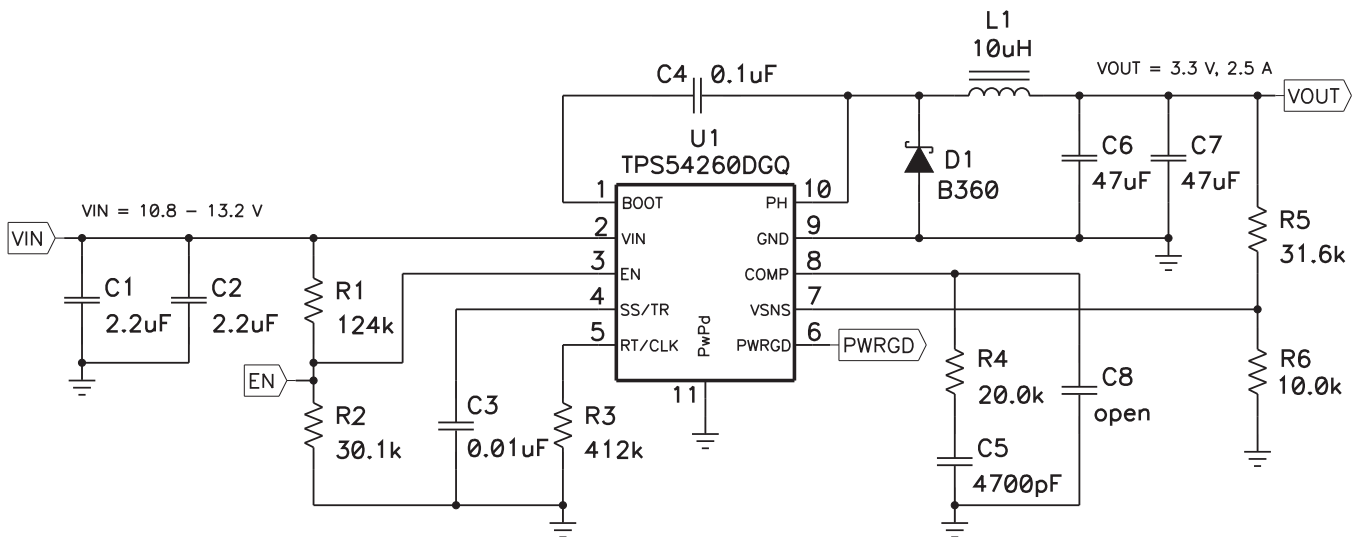 L1
10uH
C4 0.1uF
VOUT = 3.3 V, 2.5 A
VOUT
U1
TPS54260DGQ
D1
B360
C6
47uF
C7
47uF
1 BOOT
PH 10
VIN = 10.8 - 13.2 V
VIN
2 VIN
GND 9
3 EN
COMP 8
4 SS/TR
VSNS 7
5 RT/CLK
PWRGD 6
PwPd
11
PWRGD
R5
31.6k
C1
2.2uF
C2
2.2uF
R1
124k
EN
R2
30.1k
C3
0.01uF
R3
412k
R4
20.0k
C8
open
R6
10.0k
C5
4700pF